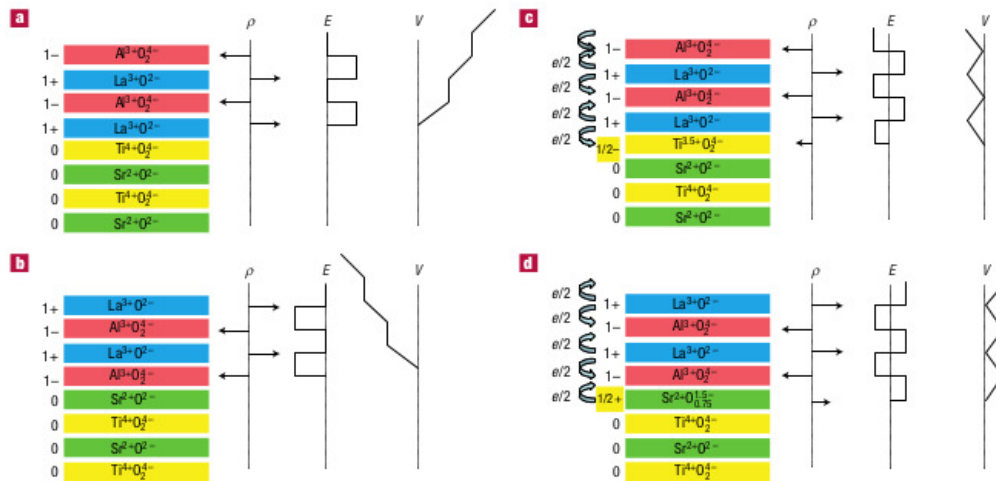 a
ρ E V
1– Al³⁺O₂⁴⁻
1+ La³⁺O²⁻
1– Al³⁺O₂⁴⁻
1+ La³⁺O²⁻
0 Ti⁴⁺O₂⁴⁻
0 Sr²⁺O²⁻
0 Ti⁴⁺O₂⁴⁻
0 Sr²⁺O²⁻
b
ρ E V
1+ La³⁺O²⁻
1– Al³⁺O₂⁴⁻
1+ La³⁺O²⁻
1– Al³⁺O₂⁴⁻
0 Sr²⁺O²⁻
0 Ti⁴⁺O₂⁴⁻
0 Sr²⁺O²⁻
0 Ti⁴⁺O₂⁴⁻
c
ρ E V
1– Al³⁺O₂⁴⁻
e/2
1+ La³⁺O²⁻
e/2
1– Al³⁺O₂⁴⁻
e/2
1+ La³⁺O²⁻
e/2
e/2
1/2– Ti³·⁵⁺O₂⁴⁻
0 Sr²⁺O²⁻
0 Ti⁴⁺O₂⁴⁻
0 Sr²⁺O²⁻
d
ρ E V
e/2
1+ La³⁺O²⁻
e/2
1– Al³⁺O₂⁴⁻
e/2
1+ La³⁺O²⁻
e/2
1– Al³⁺O₂⁴⁻
e/2
1/2+ Sr²⁺O₀.₇₅¹·⁵⁻
0 Ti⁴⁺O₂⁴⁻
0 Sr²⁺O²⁻
0 Ti⁴⁺O₂⁴⁻